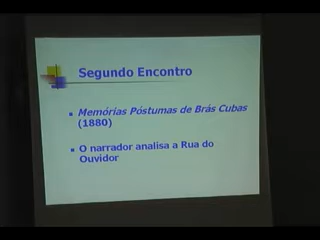 Segundo Encontro
Memórias Póstumas de Brás Cubas
(1880)
O narrador analisa a Rua do
Ouvidor